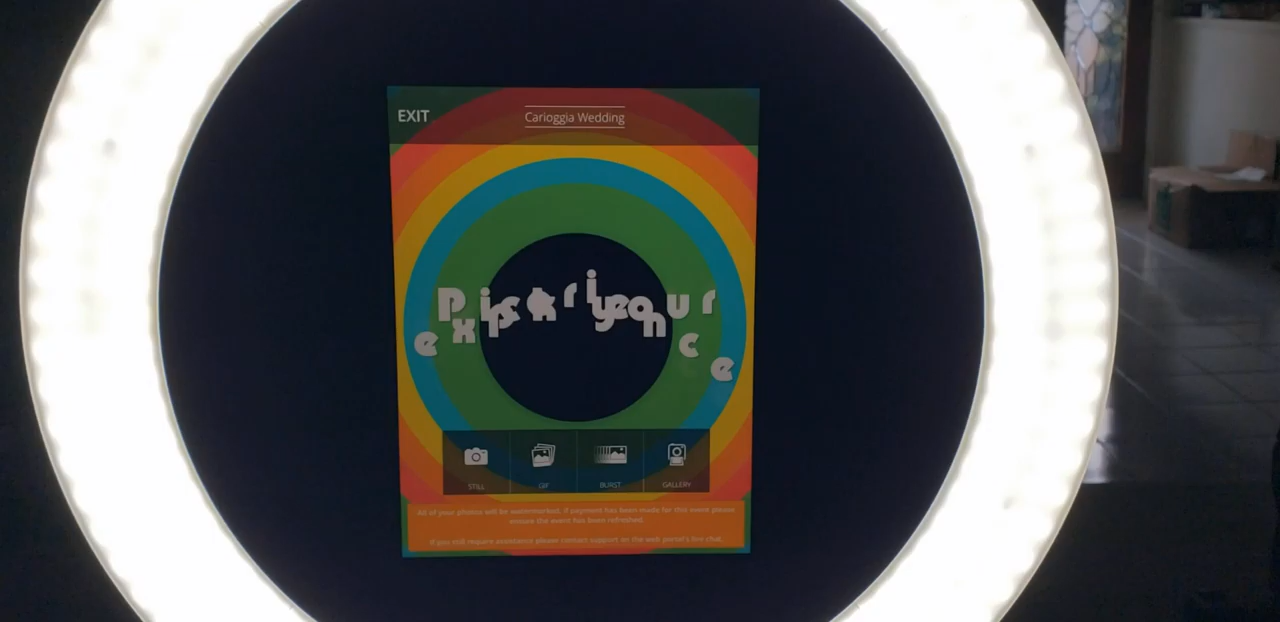 EXIT
Carioggia Wedding
STILL
GIF
BURST
GALLERY
All of your photos will be watermarked. If payment has been made for this event please
ensure the event has been refreshed.
If you still require assistance please contact support on the web portal's live chat.